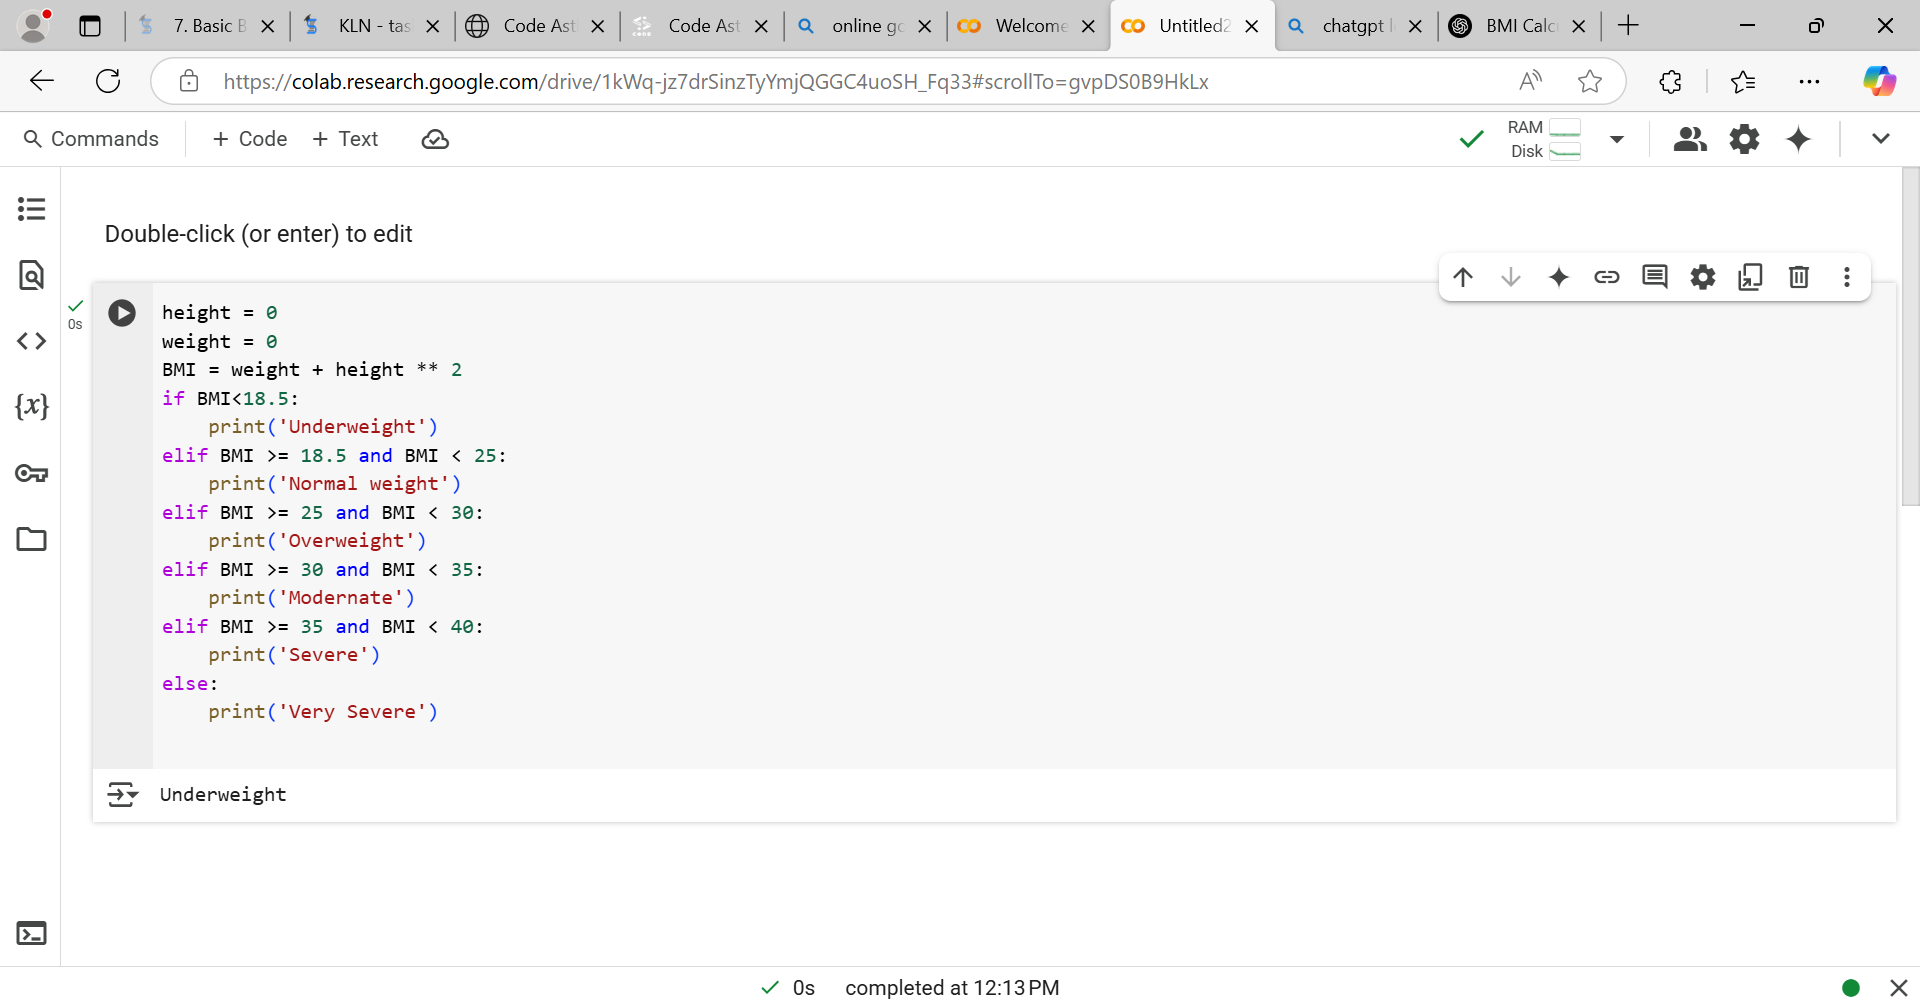 7. Basic B
KLN - tas
Code Ast
Code Ast
online gc
Welcome
Untitled2
chatgpt l
BMI Calc
https://colab.research.google.com/drive/1kWq-jz7drSinzTyYmjQGGC4uoSH_Fq33#scrollTo=gvpDS0B9HkLx
Commands
+ Code
+ Text
RAM
Disk
Double-click (or enter) to edit
0s
height = 0
weight = 0
BMI = weight + height ** 2
if BMI<18.5:
    print('Underweight')
elif BMI >= 18.5 and BMI < 25:
    print('Normal weight')
elif BMI >= 25 and BMI < 30:
    print('Overweight')
elif BMI >= 30 and BMI < 35:
    print('Modernate')
elif BMI >= 35 and BMI < 40:
    print('Severe')
else:
    print('Very Severe')
Underweight
0s completed at 12:13 PM